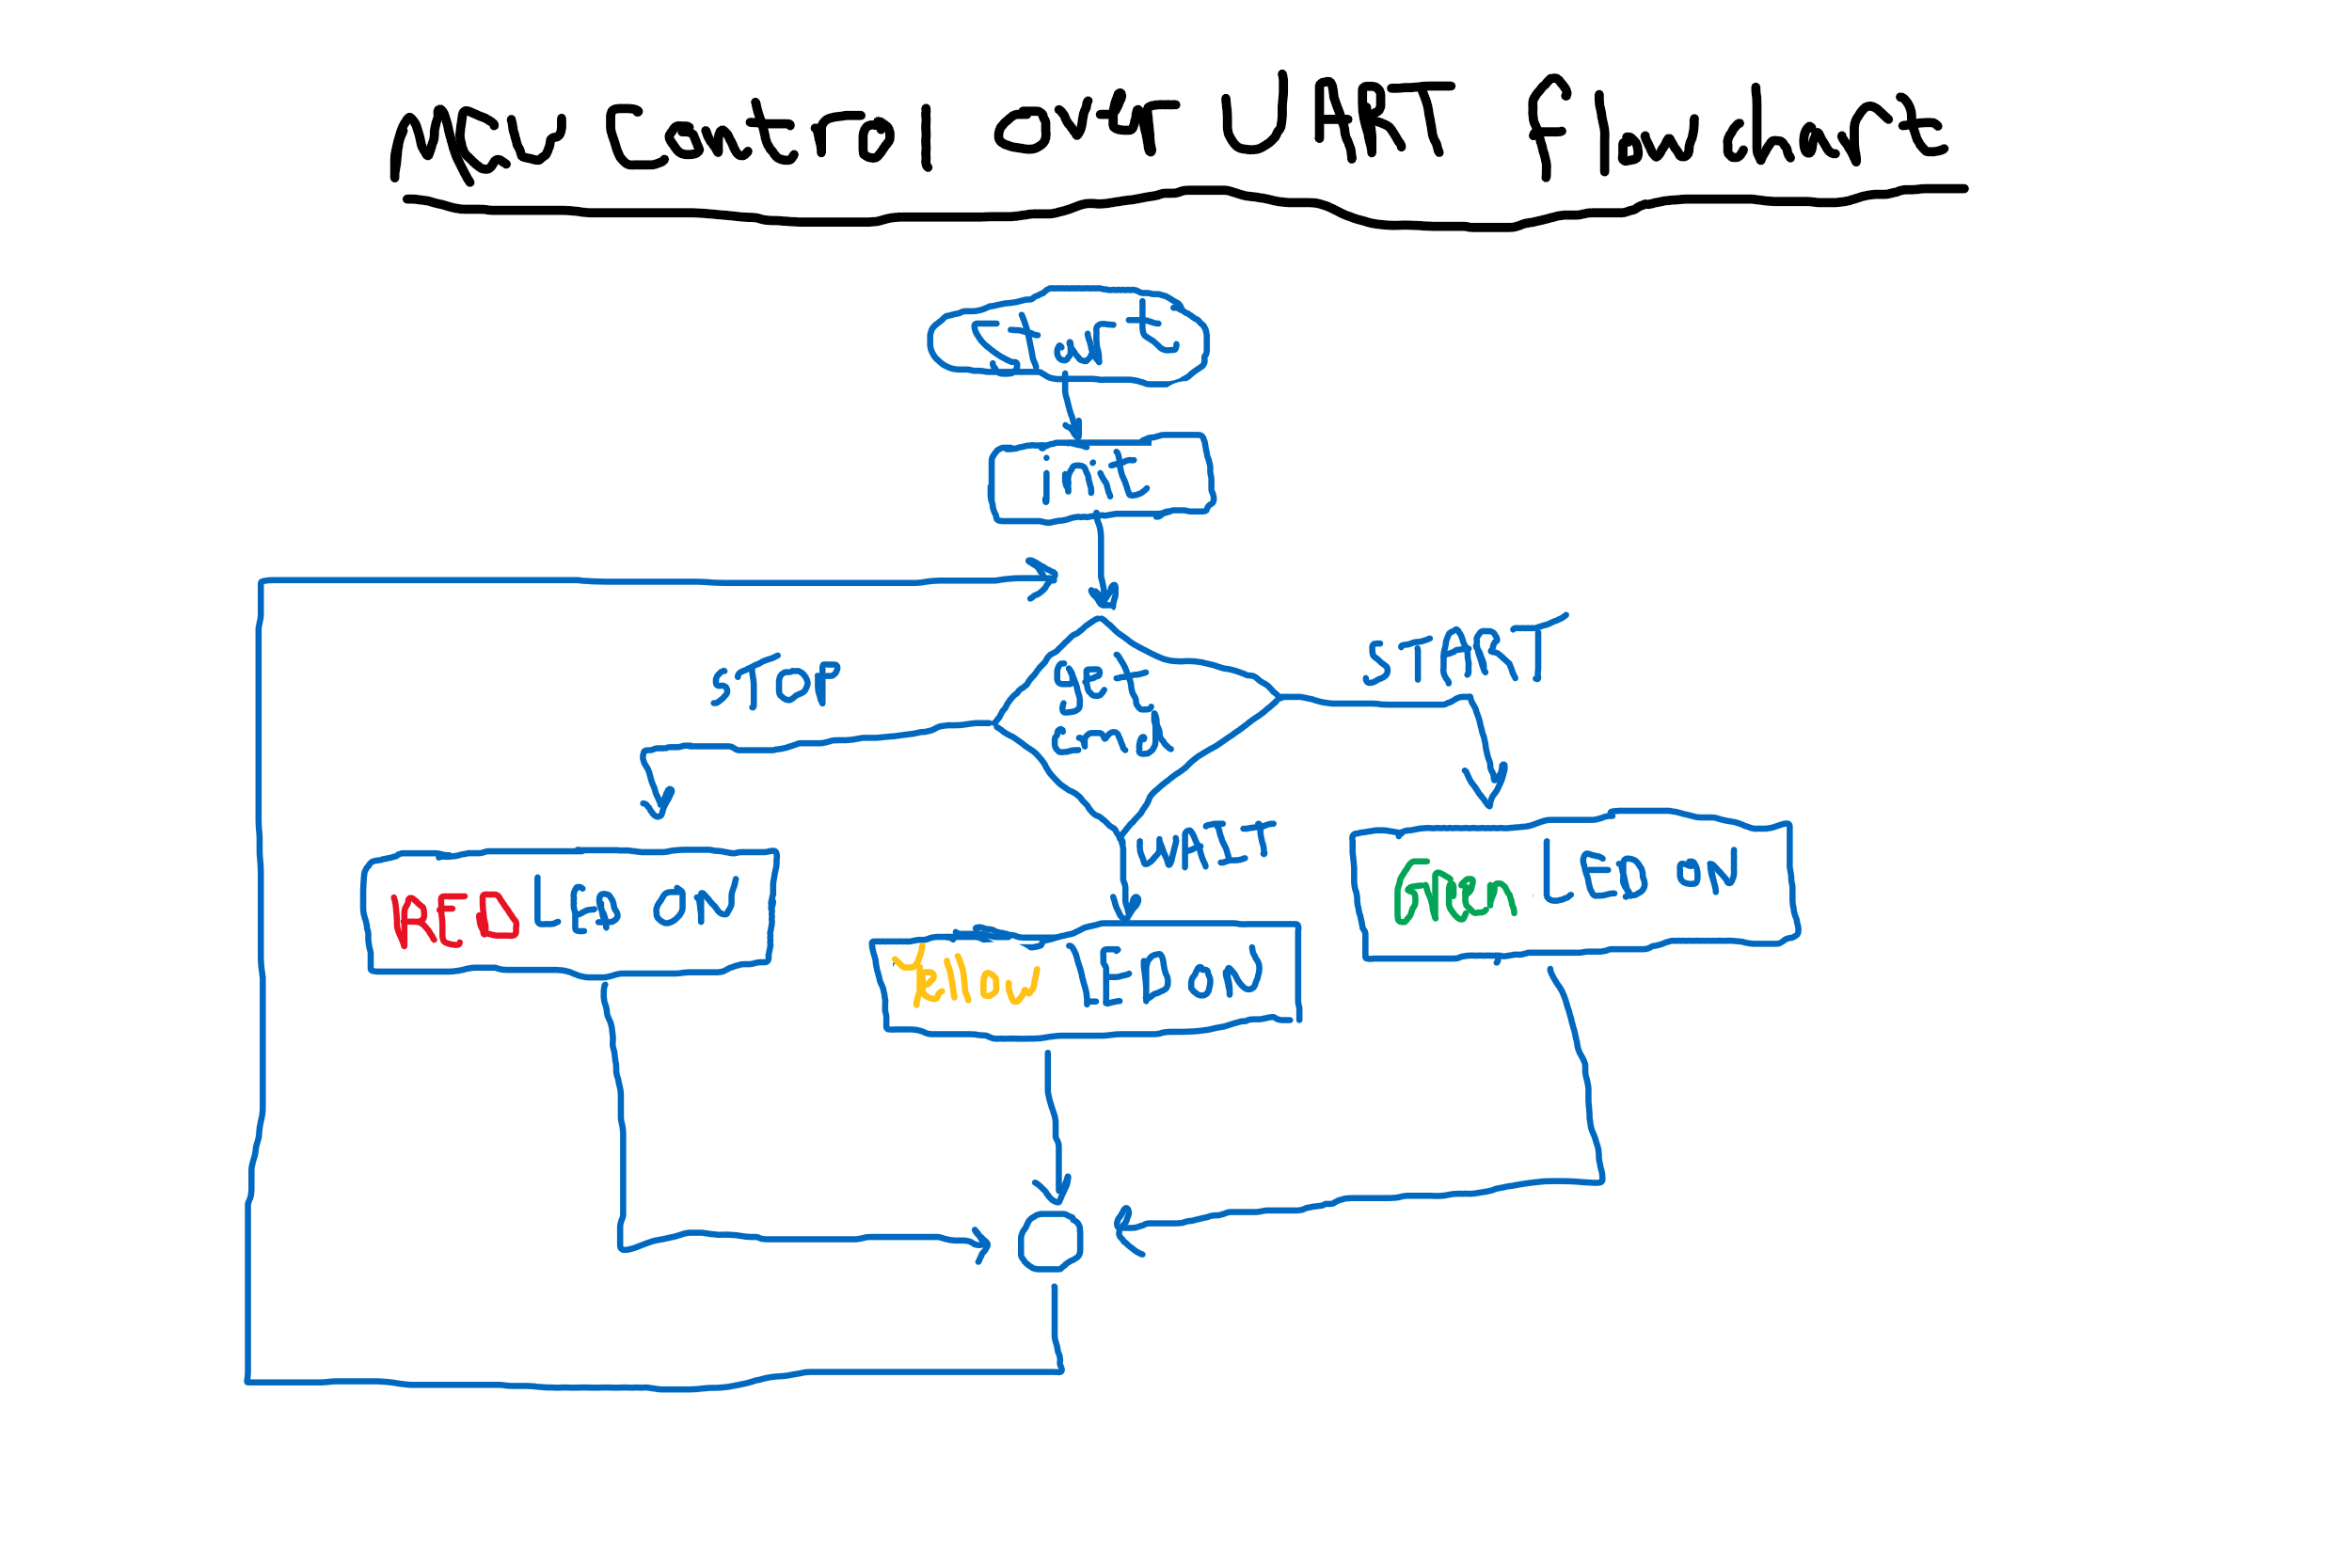 MCU Control over UART flowchart
Start
init
STOP
START
get
cmd
WAIT
RED LED ON
Green LED ON
Yellow LED ON